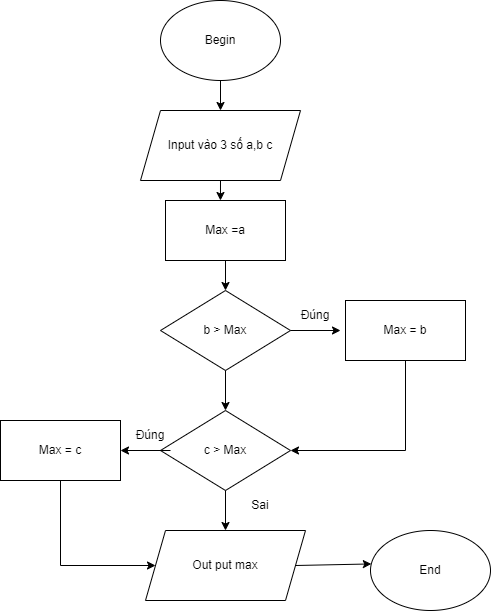 Begin
Input vào 3 số a,b c
Max =a
b > Max
Đúng
Max = b
Max = c
Đúng
c > Max
Sai
Out put max
End